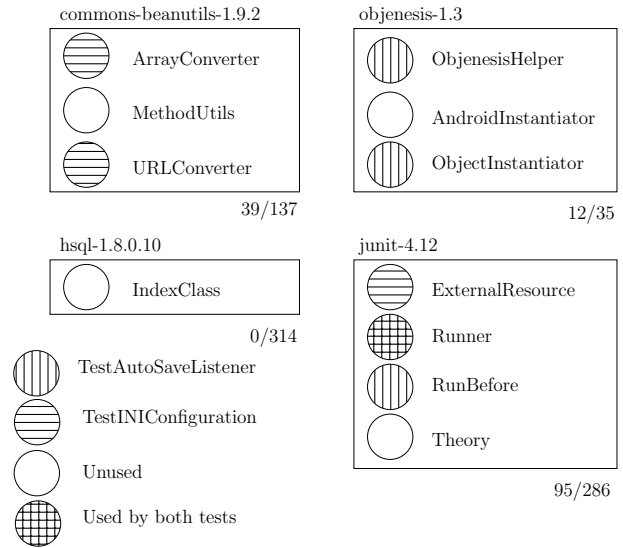 commons-beanutils-1.9.2
ArrayConverter
MethodUtils
URLConverter
39/137
objenesis-1.3
ObjenesisHelper
AndroidInstantiator
ObjectInstantiator
12/35
hsql-1.8.0.10
IndexClass
0/314
junit-4.12
ExternalResource
Runner
RunBefore
Theory
95/286
TestAutoSaveListener
TestINIConfiguration
Unused
Used by both tests